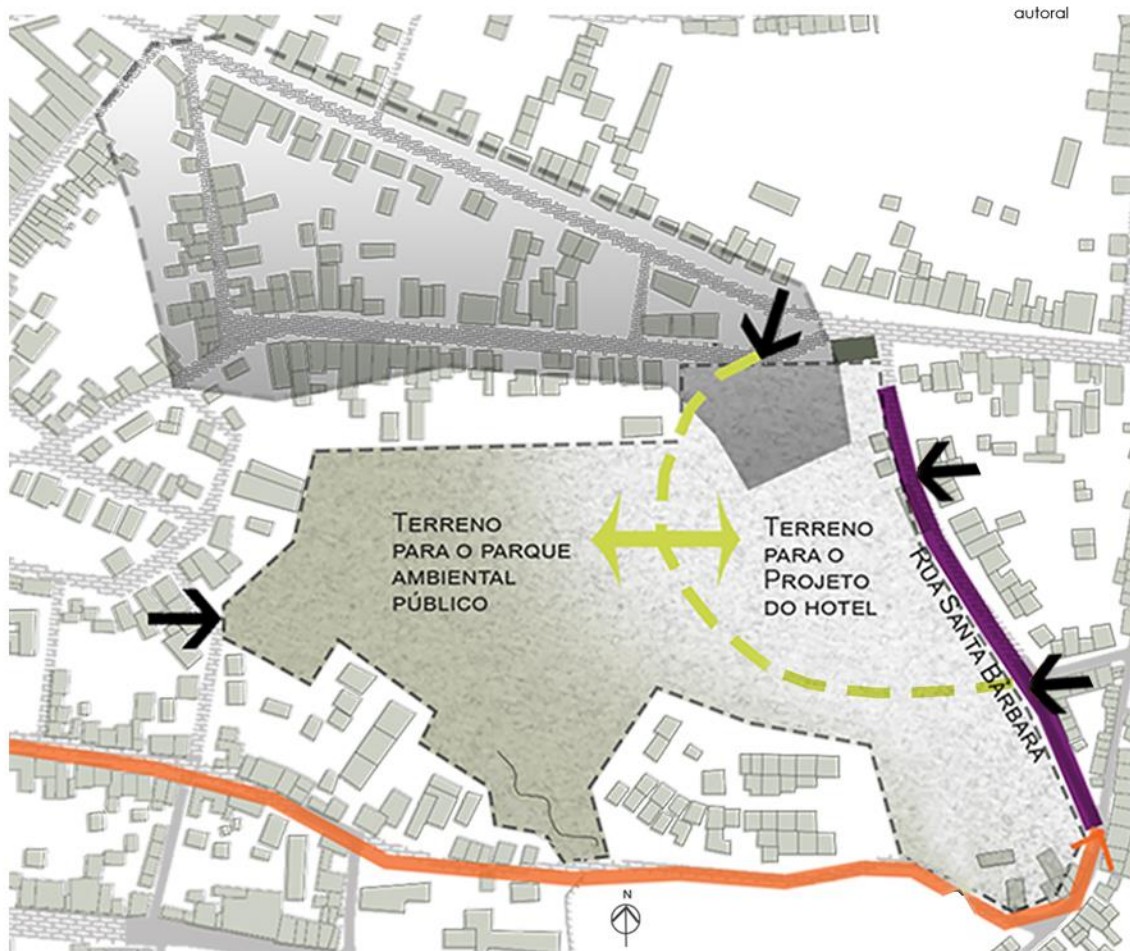 autoral
TERRENO
PARA O PARQUE
AMBIENTAL
PÚBLICO
TERRENO
PARA O
PROJETO
DO HOTEL
RUA SANTA BÁRBARA
N